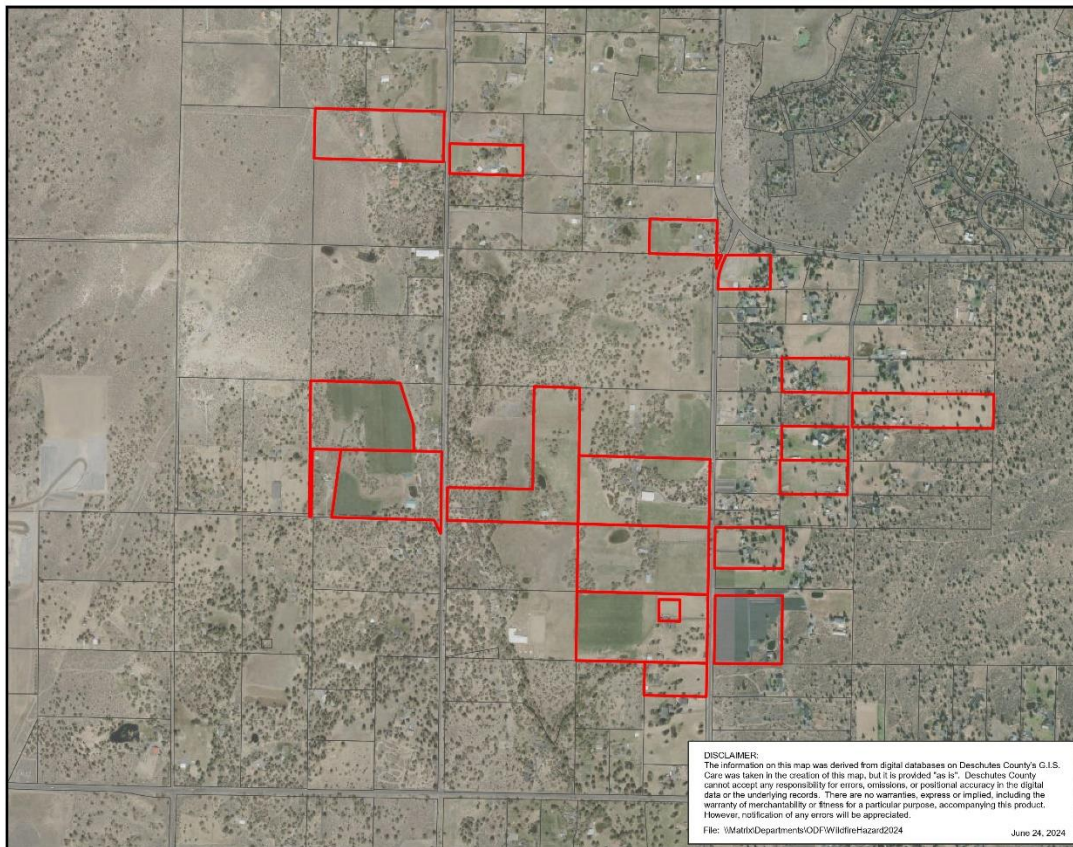 DISCLAIMER:
The information on this map was derived from digital databases on Deschutes County's G.I.S.
Care was taken in the creation of this map, but it is provided "as is". Deschutes County
cannot accept any responsibility for errors, omissions, or positional accuracy in the digital
data or the underlying records. There are no warranties, express or implied, including the
warranty of merchantability or fitness for a particular purpose, accompanying this product.
However, notification of any errors will be appreciated.
File: \\Matrix\Departments\ODF\WildfireHazard2024
June 24, 2024